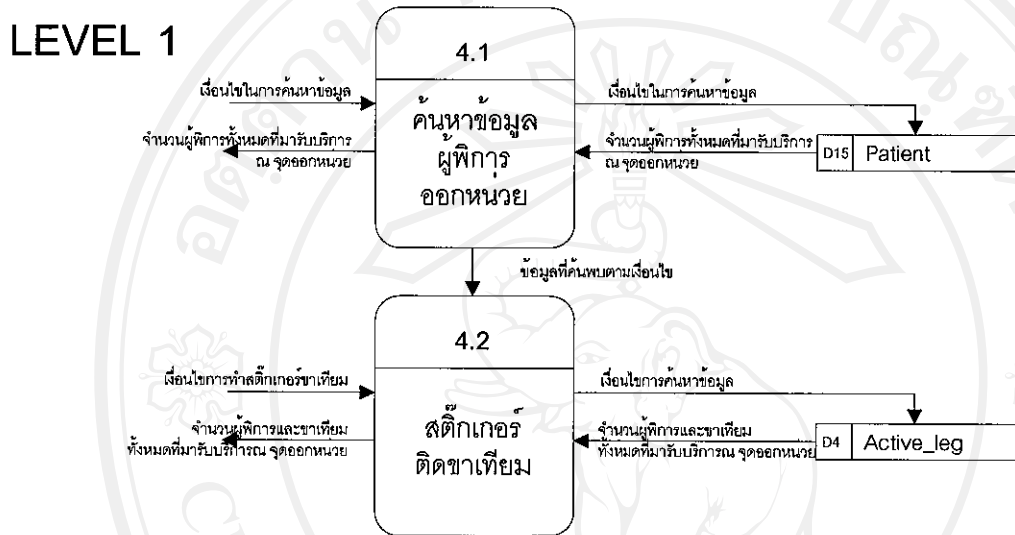 LEVEL 1
4.1
ค้นหาข้อมูล
ผู้พิการ
ออกหน่วย
เงื่อนไขในการค้นหาข้อมูล
จำนวนผู้พิการทั้งหมดที่มารับบริการ
ณ จุดออกหน่วย
เงื่อนไขในการค้นหาข้อมูล
จำนวนผู้พิการทั้งหมดที่มารับบริการ
ณ จุดออกหน่วย
D15 Patient
ข้อมูลที่ค้นพบตามเงื่อนไข
4.2
สติ๊กเกอร์
ติดขาเทียม
เงื่อนไขการทำสติ๊กเกอร์ขาเทียม
จำนวนผู้พิการและขาเทียม
ทั้งหมดที่มารับบริการณ จุดออกหน่วย
เงื่อนไขการค้นหาข้อมูล
จำนวนผู้พิการและขาเทียม
ทั้งหมดที่มารับบริการณ จุดออกหน่วย
D4 Active_leg